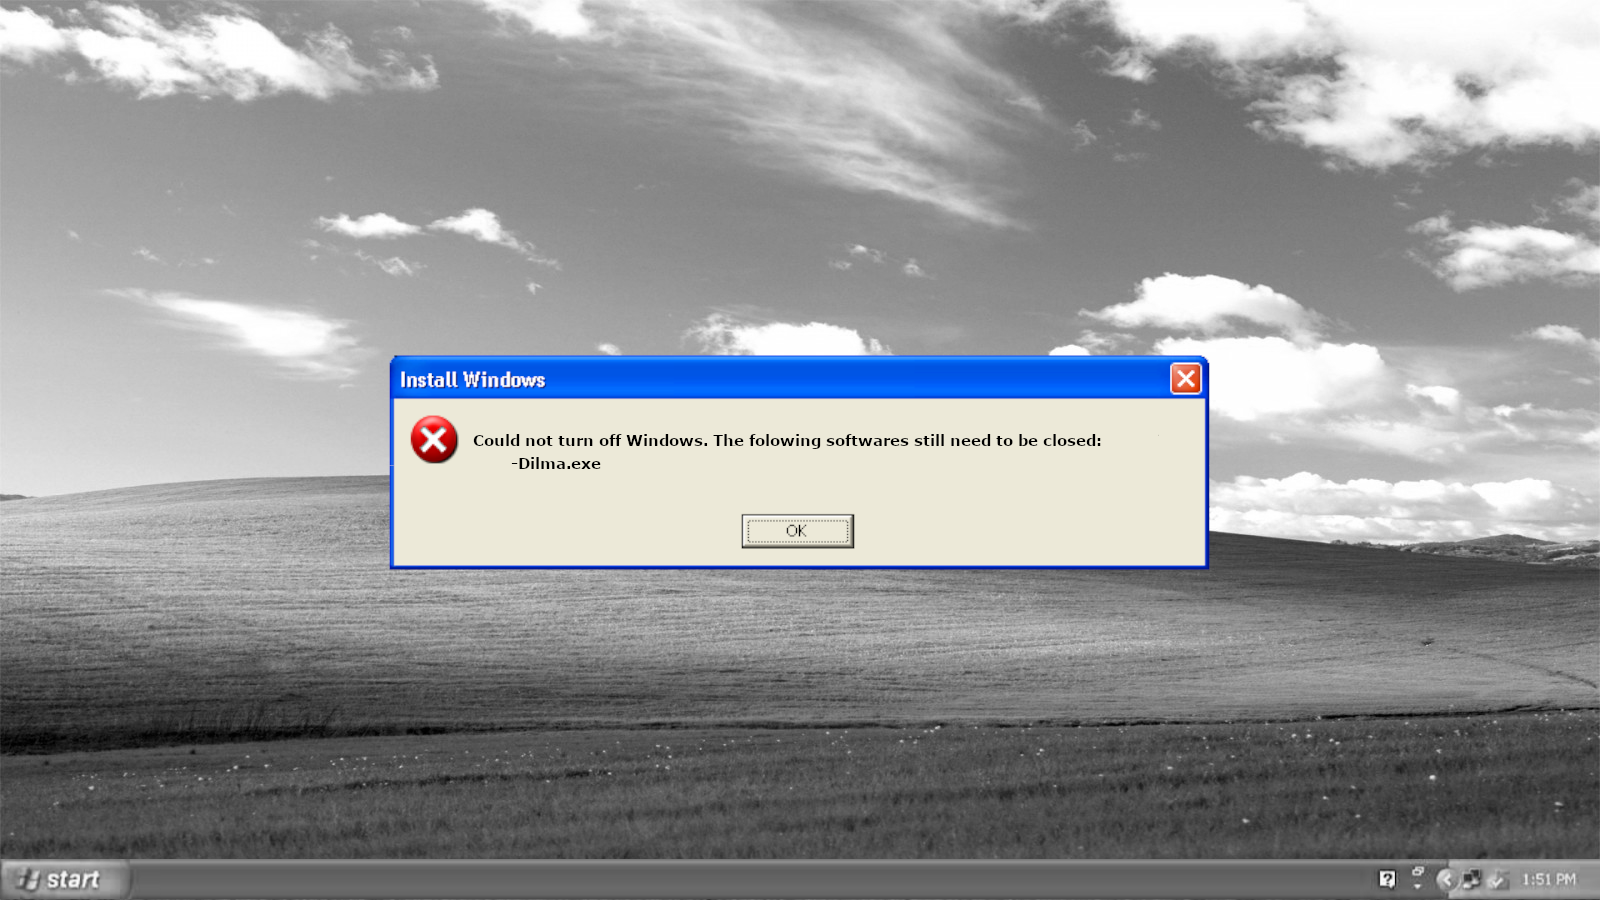 Install Windows
Could not turn off Windows. The folowing softwares still need to be closed:
-Dilma.exe
OK
start
1:51 PM